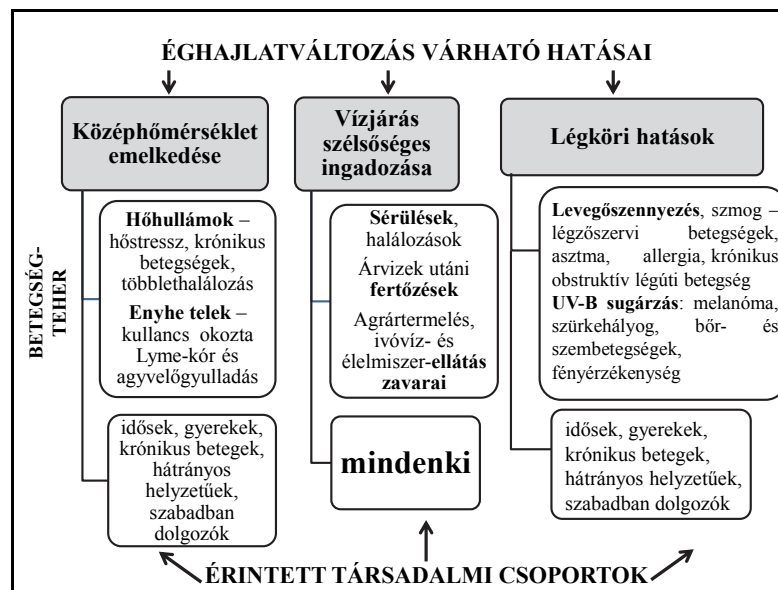 ÉGHAJLATVÁLTOZÁS VÁRHATÓ HATÁSAI
Középhőmérséklet
emelkedése
Vízjárás
szélsőséges
ingadozása
Légköri hatások
BETEGSÉG-
TEHER
Hőhullámok –
hőstressz, krónikus
betegségek,
többlethalálozás
Enyhe telek –
kullancs okozta
Lyme-kór és
agyvelőgyulladás
Sérülések,
halálozások
Árvizek utáni
fertőzések
Agrártermelés,
ivóvíz- és
élelmiszer-ellátás
zavarai
Levegőszennyezés, szmog –
légzőszervi betegségek,
asztma, allergia, krónikus
obstruktív légúti betegség
UV-B sugárzás: melanóma,
szürkehályog, bőr- és
szembetegségek,
fényérzékenység
idősek, gyerekek,
krónikus betegek,
hátrányos
helyzetűek,
szabadban
dolgozók
mindenki
idősek, gyerekek,
krónikus betegek,
hátrányos helyzetűek,
szabadban dolgozók
ÉRINTETT TÁRSADALMI CSOPORTOK